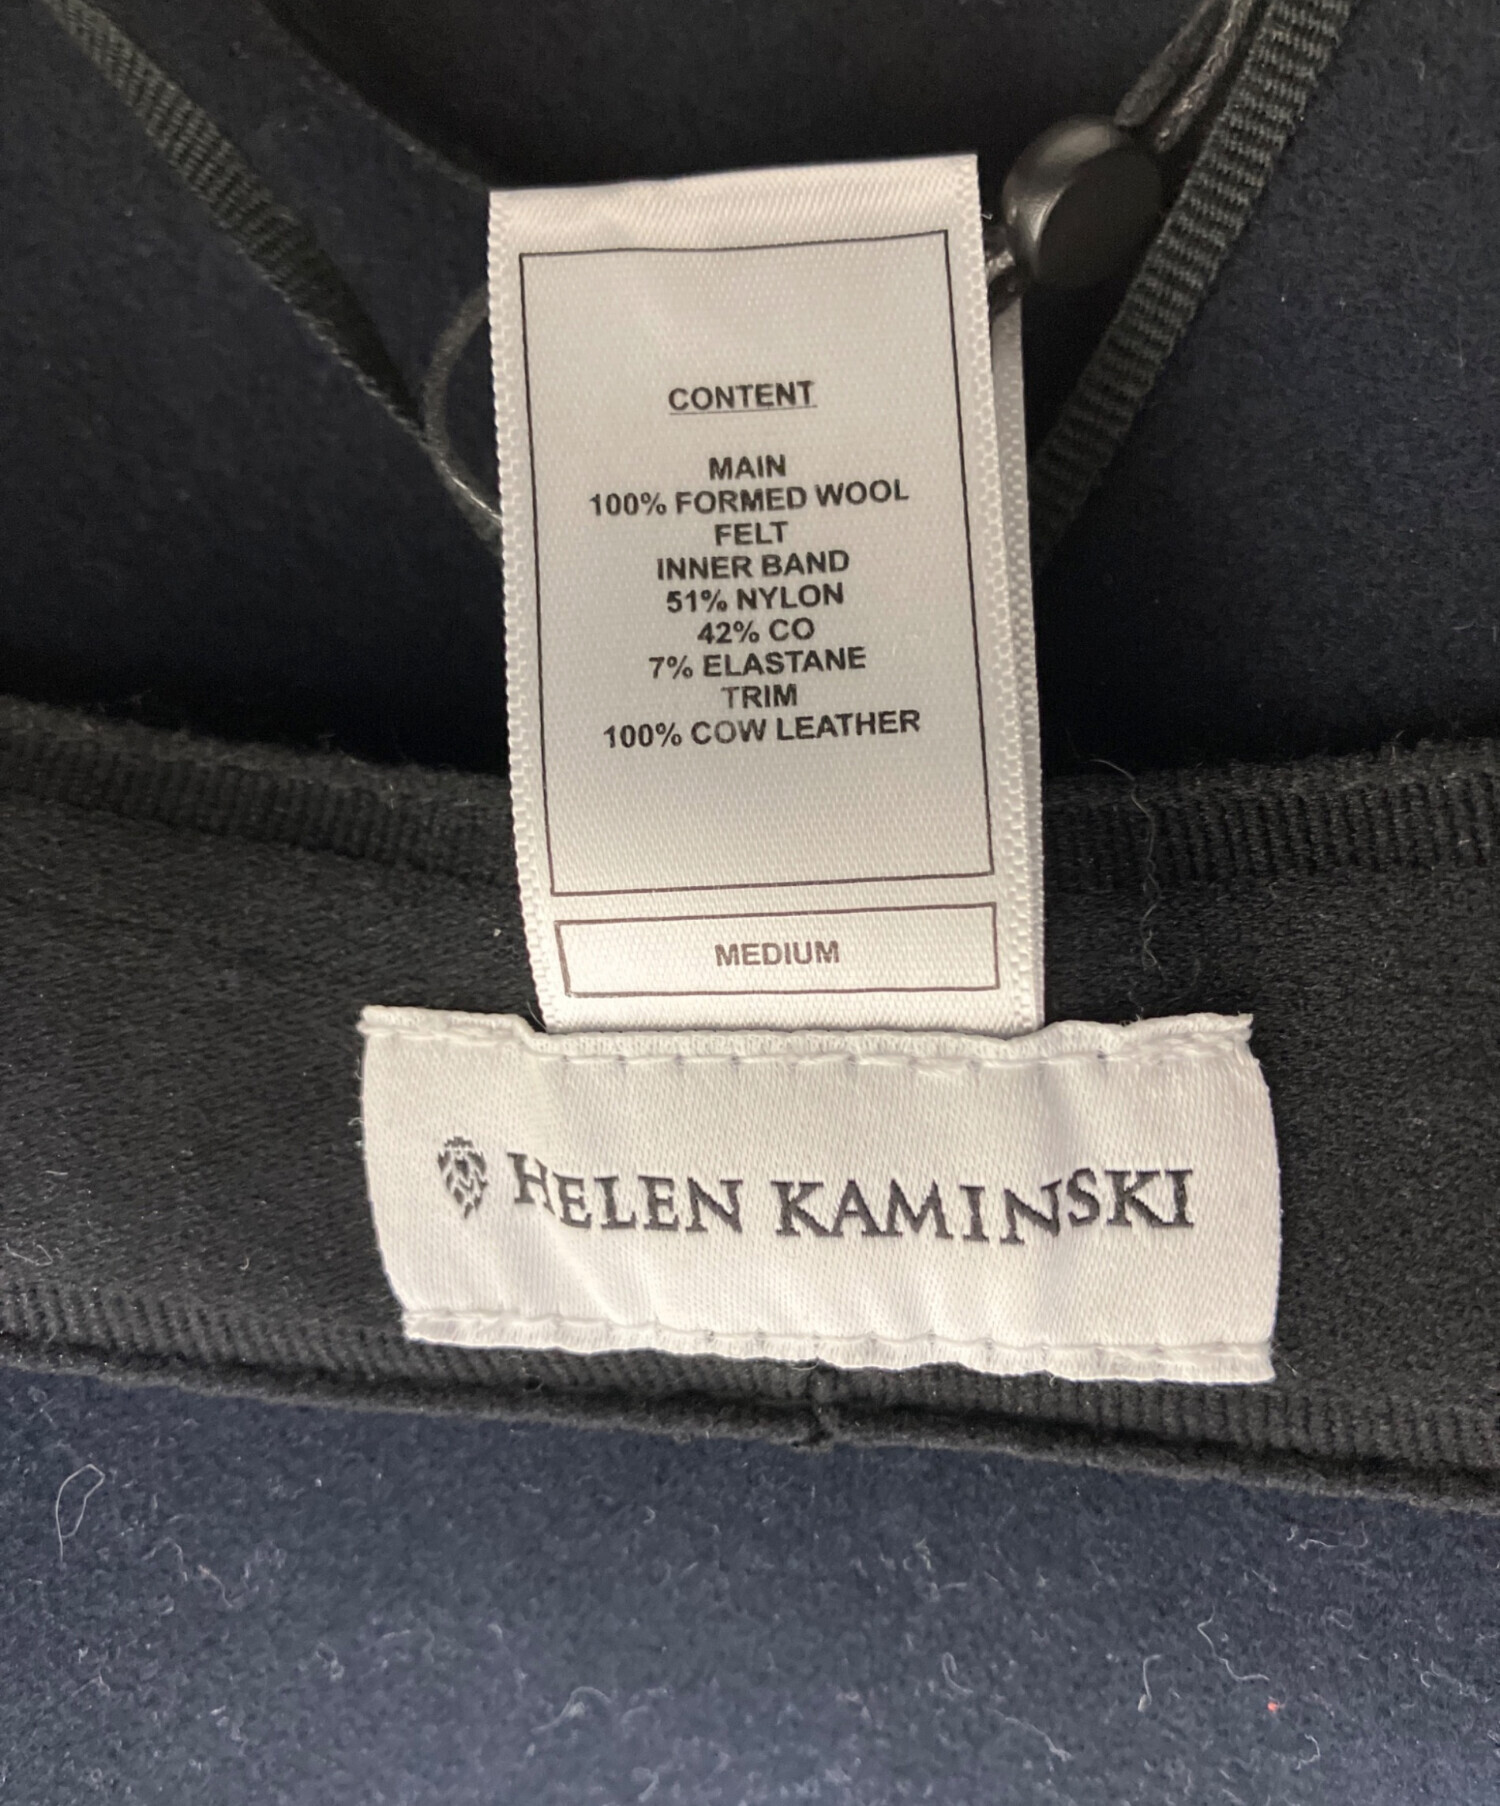 CONTENT
MAIN
100% FORMED WOOL
FELT
INNER BAND
51% NYLON
42% CO
7% ELASTANE
TRIM
100% COW LEATHER
MEDIUM
HELEN KAMINSKI